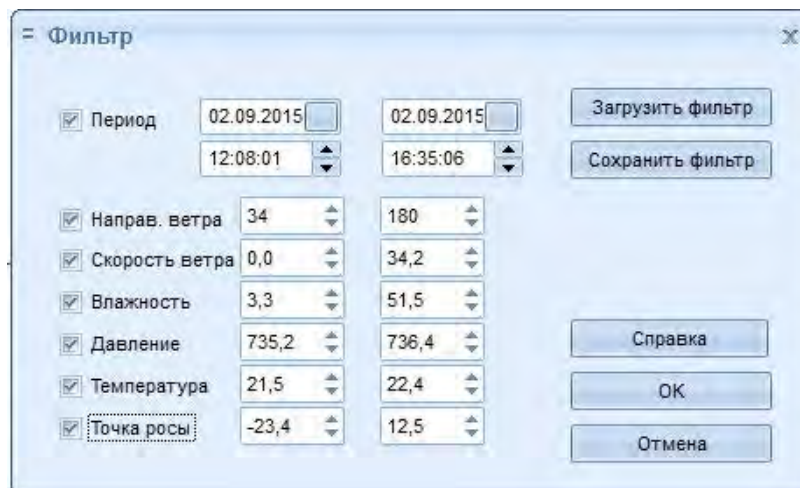 = Фильтр x
Период 02.09.2015 02.09.2015 Загрузить фильтр
12:08:01 16:35:06 Сохранить фильтр
Направ. ветра 34 180
Скорость ветра 0,0 34,2
Влажность 3,3 51,5
Давление 735,2 736,4 Справка
Температура 21,5 22,4 ОК
Точка росы -23,4 12,5 Отмена